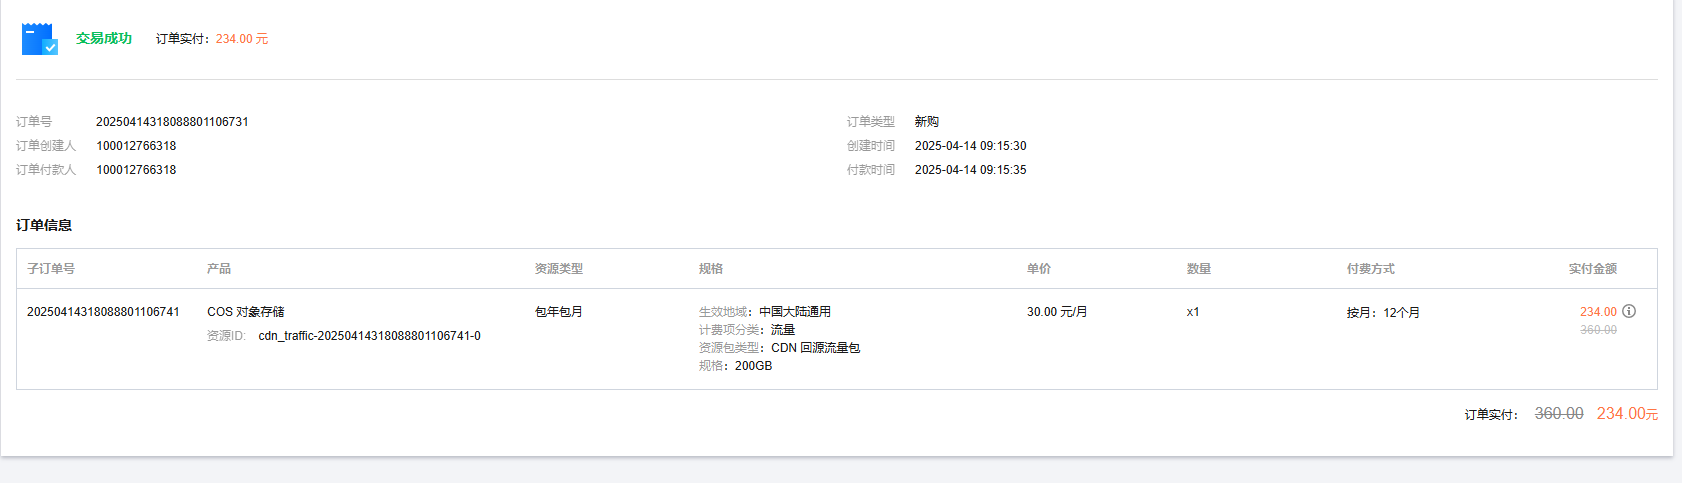 交易成功 订单实付：234.00 元
订单号 20250414318088801106731 订单类型 新购
订单创建人 100012766318 创建时间 2025-04-14 09:15:30
订单付款人 100012766318 付款时间 2025-04-14 09:15:35
订单信息
子订单号 产品 资源类型 规格 单价 数量 付费方式 实付金额
20250414318088801106741 COS 对象存储 包年包月 生效地域：中国大陆通用 30.00 元/月 x1 按月：12个月 234.00
计费项分类：流量 360.00
资源ID: cdn_traffic-20250414318088801106741-0
资源包类型：CDN 回源流量包
规格：200GB
订单实付： 360.00 234.00元